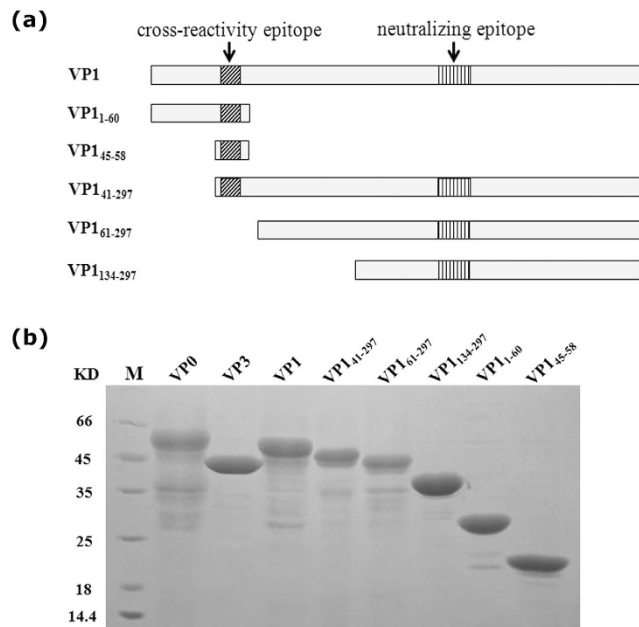 (a)
cross-reactivity epitope neutralizing epitope
VP1
VP1₁₋₆₀
VP1₄₅₋₅₈
VP1₄₁₋₂₉₇
VP1₆₁₋₂₉₇
VP1₁₃₄₋₂₉₇
(b)
KD M VP0 VP3 VP1 VP1₄₁₋₂₉₇ VP1₆₁₋₂₉₇ VP1₁₃₄₋₂₉₇ VP1₁₋₆₀ VP1₄₅₋₅₈
66
45
35
25
18
14.4